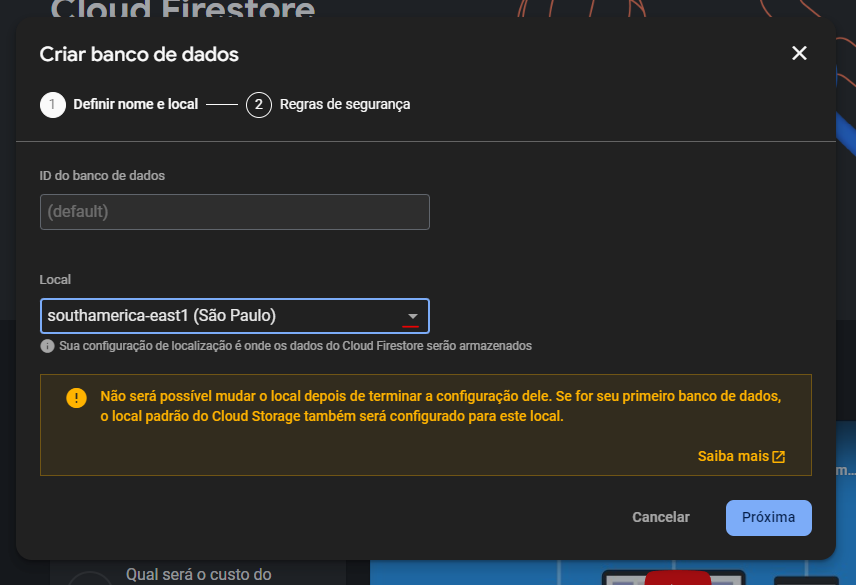 Cloud Firestore
Criar banco de dados
1 Definir nome e local 2 Regras de segurança
ID do banco de dados
(default)
Local
southamerica-east1 (São Paulo)
Sua configuração de localização é onde os dados do Cloud Firestore serão armazenados
Não será possível mudar o local depois de terminar a configuração dele. Se for seu primeiro banco de dados,
o local padrão do Cloud Storage também será configurado para este local.
Saiba mais
m...
Cancelar Próxima
Qual será o custo do